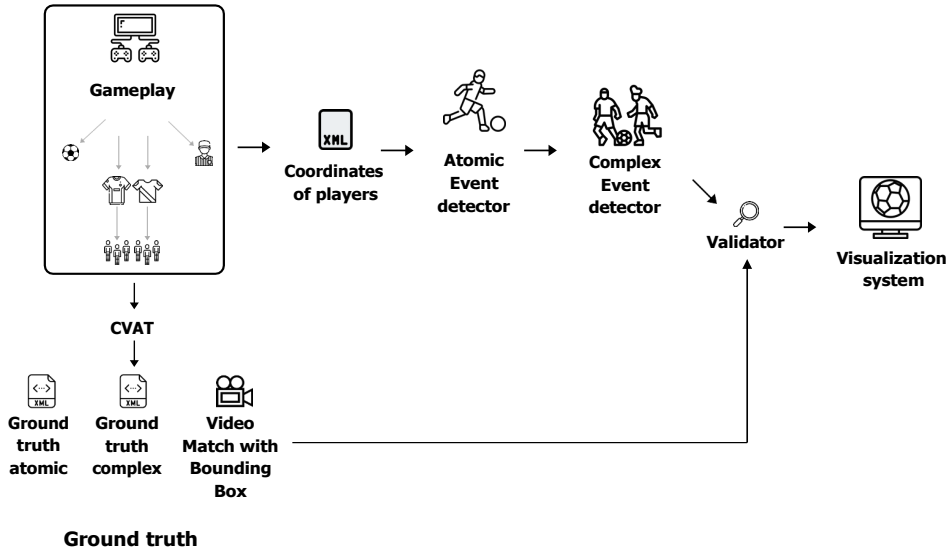 Gameplay
XML
Coordinates
of players
Atomic
Event
detector
Complex
Event
detector
Validator
Visualization
system
CVAT
<···>
XML
Ground
truth
atomic
<···>
XML
Ground
truth
complex
Video
Match with
Bounding
Box
Ground truth